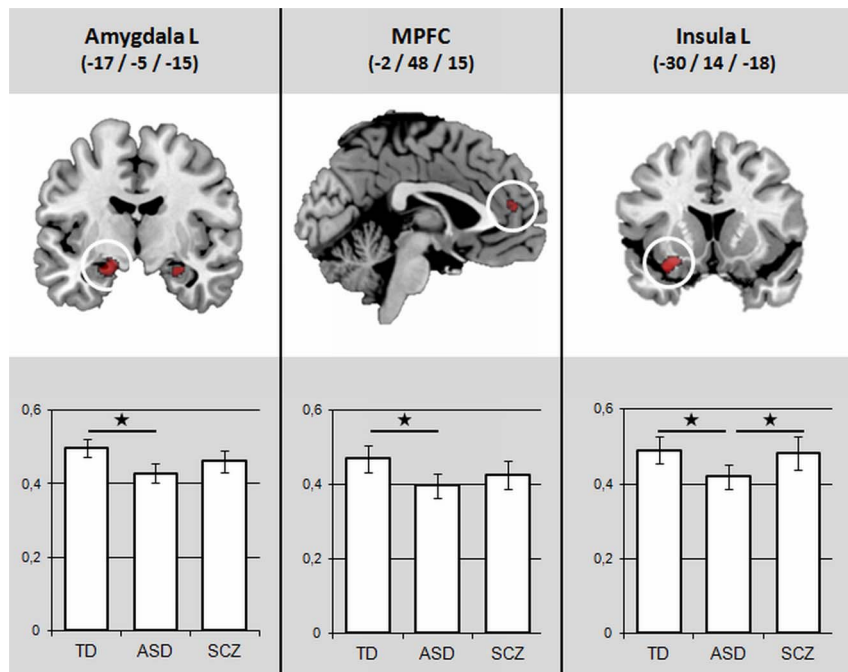 Amygdala L
(-17 / -5 / -15)
MPFC
(-2 / 48 / 15)
Insula L
(-30 / 14 / -18)
0,6
0,4
0,2
0
TD ASD SCZ
0,6
0,4
0,2
0
TD ASD SCZ
0,6
0,4
0,2
0
TD ASD SCZ